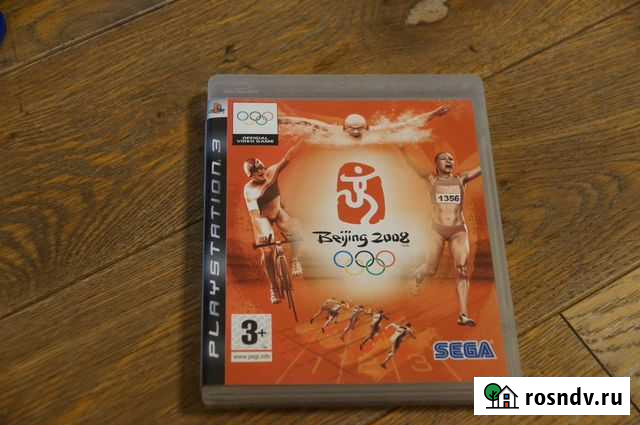 PLAYSTATION 3
OFFICIAL
VIDEO GAME
1356
Beijing 2008
3+
www.pegi.info
SEGA
rosndv.ru